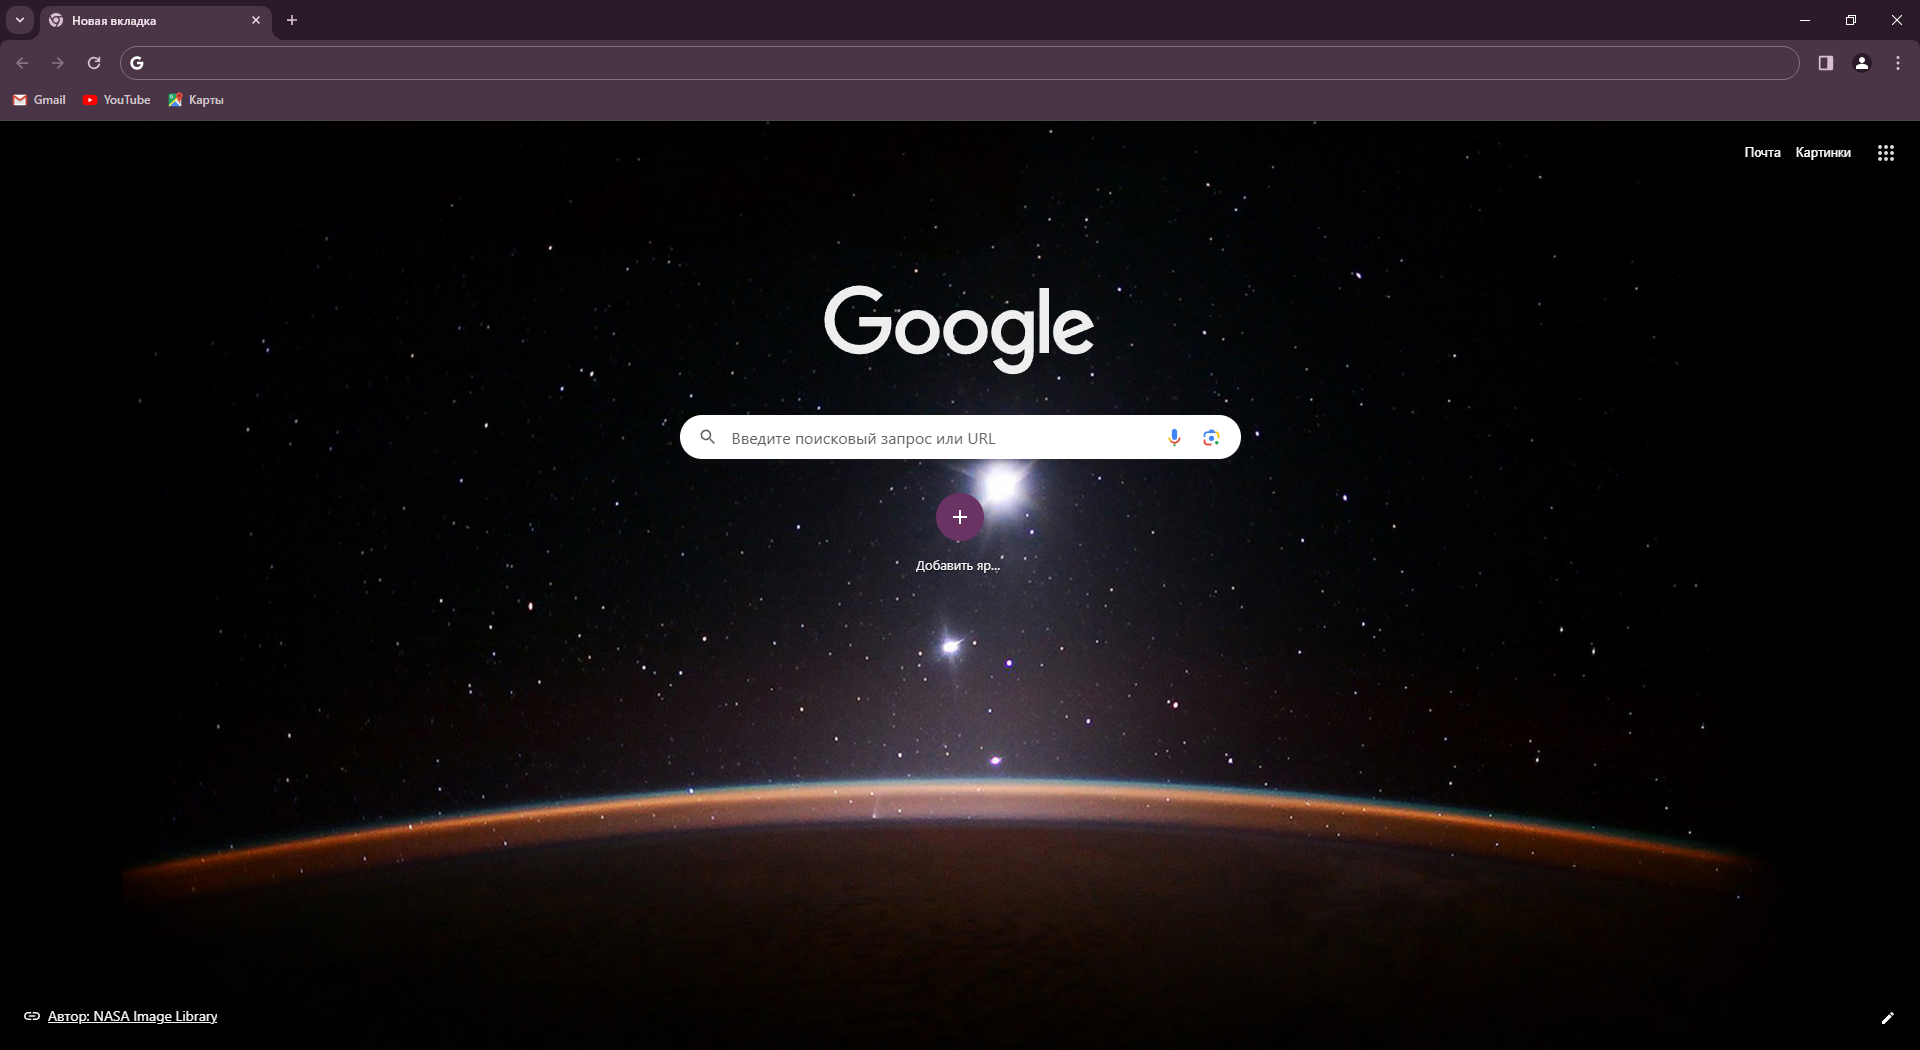 Новая вкладка
Gmail YouTube Карты
Почта Картинки
Google
Введите поисковый запрос или URL
Добавить яр...
Автор: NASA Image Library